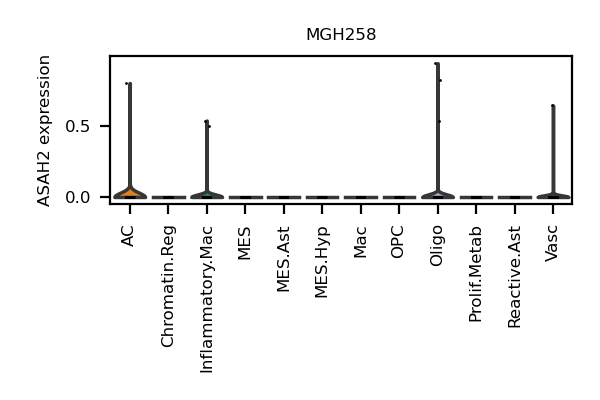 MGH258
ASAH2 expression
0.5
0.0
AC
Chromatin.Reg
Inflammatory.Mac
MES
MES.Ast
MES.Hyp
Mac
OPC
Oligo
Prolif.Metab
Reactive.Ast
Vasc